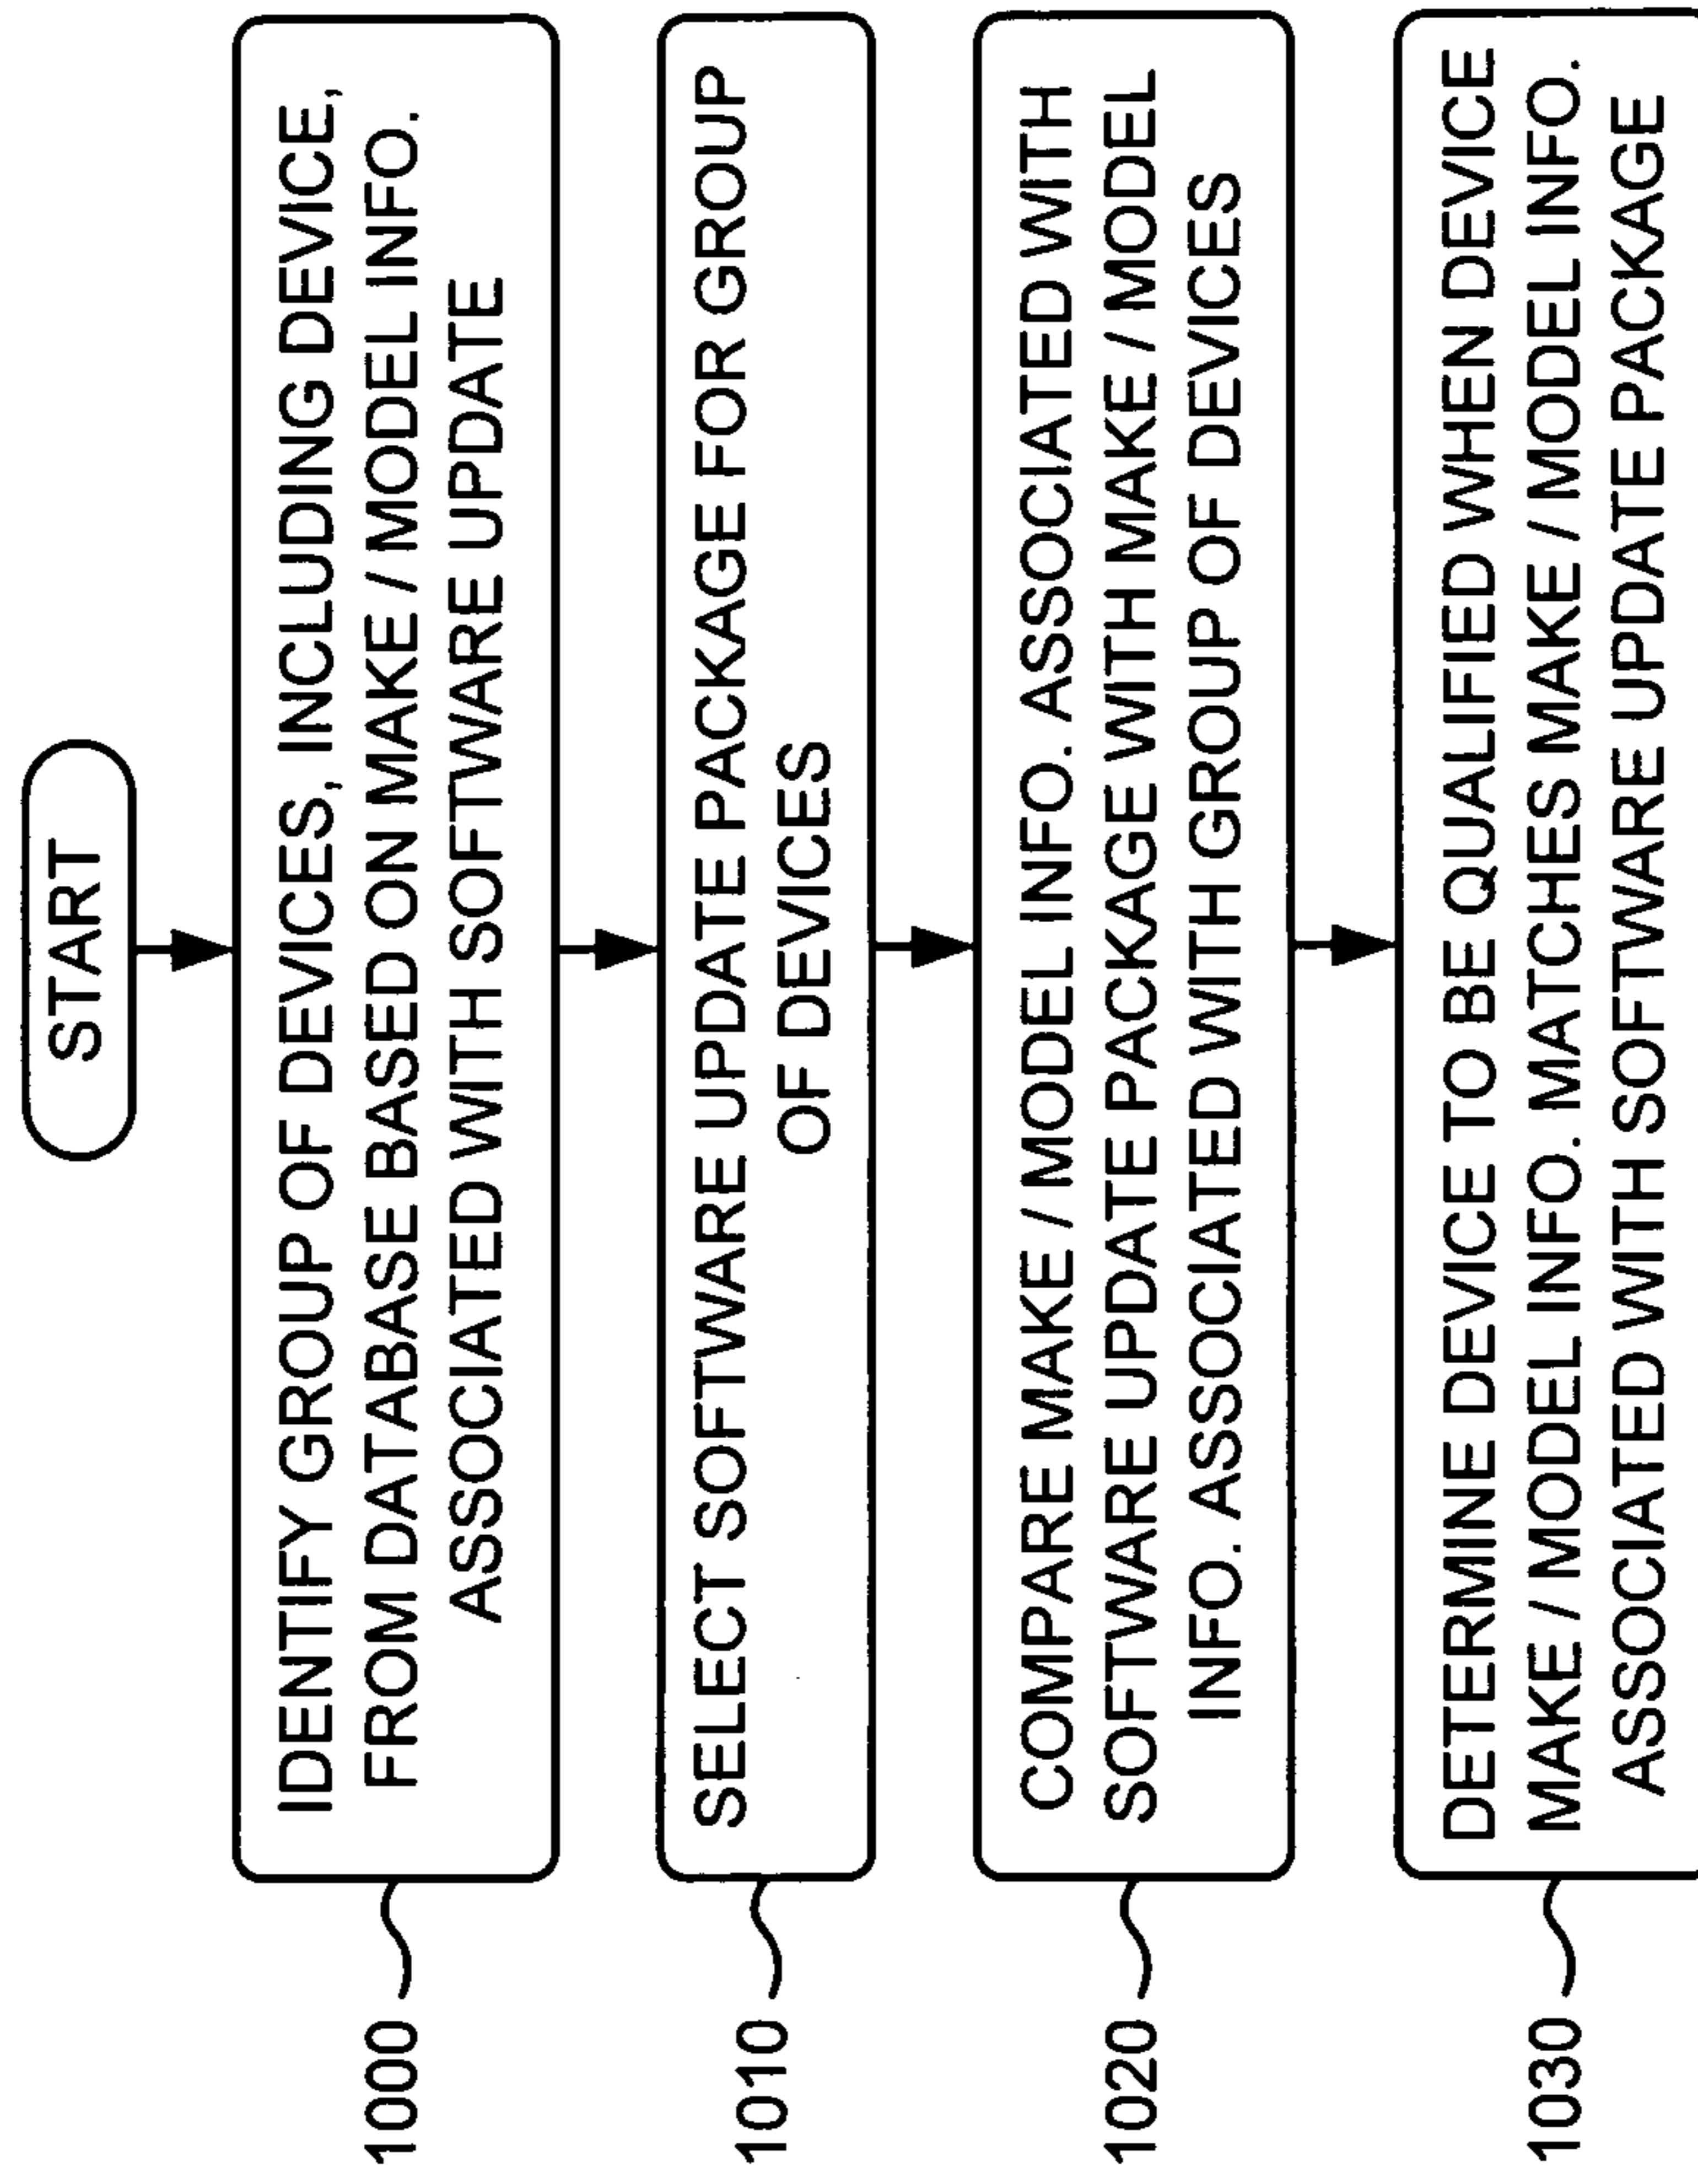 START
IDENTIFY GROUP OF DEVICES, INCLUDING DEVICE,
FROM DATABASE BASED ON MAKE / MODEL INFO.
ASSOCIATED WITH SOFTWARE UPDATE
1000
SELECT SOFTWARE UPDATE PACKAGE FOR GROUP
OF DEVICES
1010
COMPARE MAKE / MODEL INFO. ASSOCIATED WITH
SOFTWARE UPDATE PACKAGE WITH MAKE / MODEL
INFO. ASSOCIATED WITH GROUP OF DEVICES
1020
DETERMINE DEVICE TO BE QUALIFIED WHEN DEVICE
MAKE / MODEL INFO. MATCHES MAKE / MODEL INFO.
ASSOCIATED WITH SOFTWARE UPDATE PACKAGE
1030